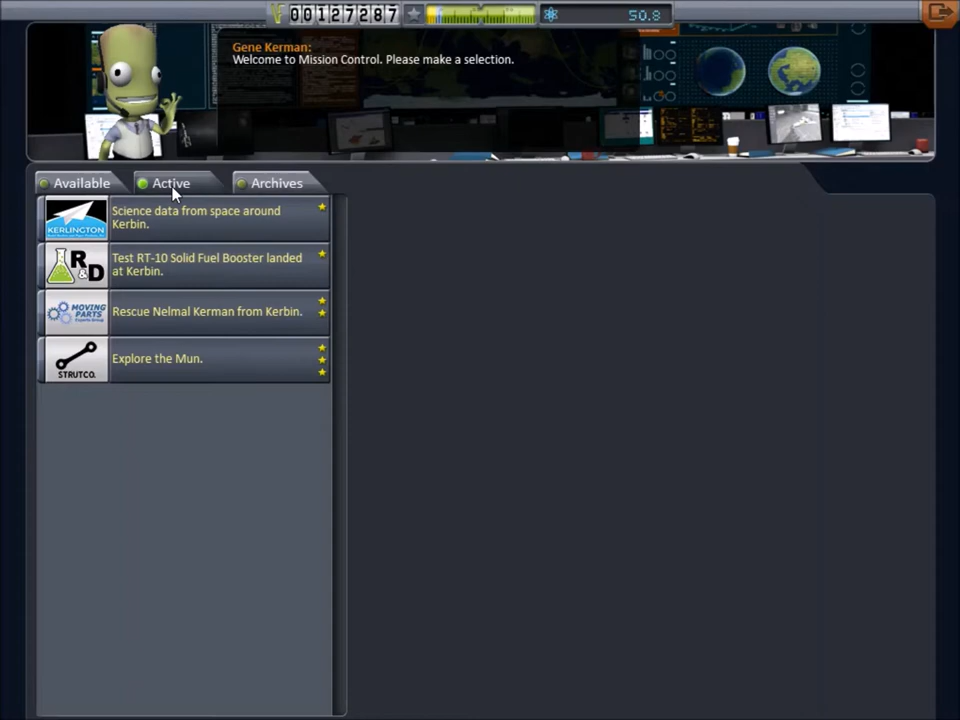 00127287
50.8
Gene Kerman:
Welcome to Mission Control. Please make a selection.
Available
Active
Archives
KERLINGTON
Science data from space around
Kerbin.
R&D
Test RT-10 Solid Fuel Booster landed
at Kerbin.
MOVING
PARTS
Experts Group
Rescue Nelmal Kerman from Kerbin.
STRUTCO.
Explore the Mun.